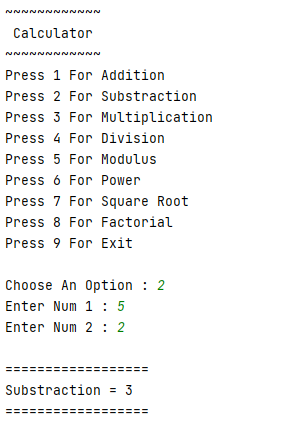 ~~~~~~~~~~~~
 Calculator
~~~~~~~~~~~~
Press 1 For Addition
Press 2 For Substraction
Press 3 For Multiplication
Press 4 For Division
Press 5 For Modulus
Press 6 For Power
Press 7 For Square Root
Press 8 For Factorial
Press 9 For Exit

Choose An Option : 2
Enter Num 1 : 5
Enter Num 2 : 2

==================
Substraction = 3
==================